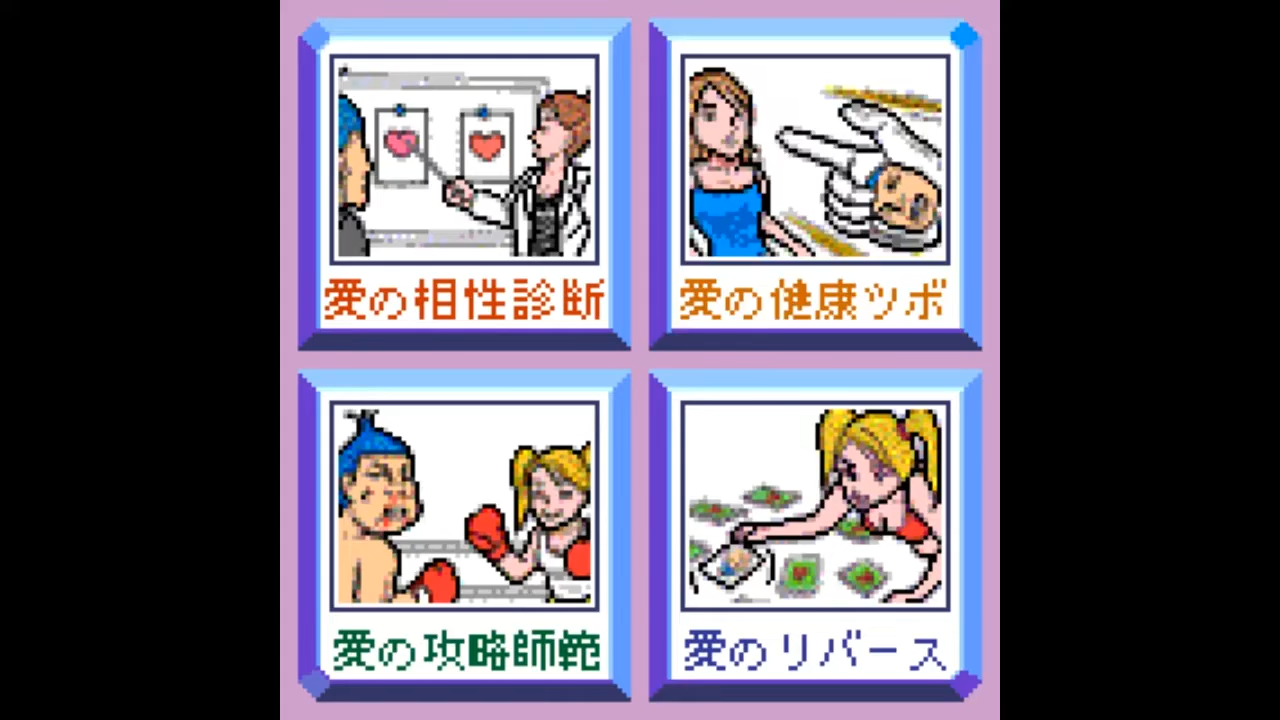 愛の相性診断
愛の健康ツボ
愛の攻略師範
愛のリバース